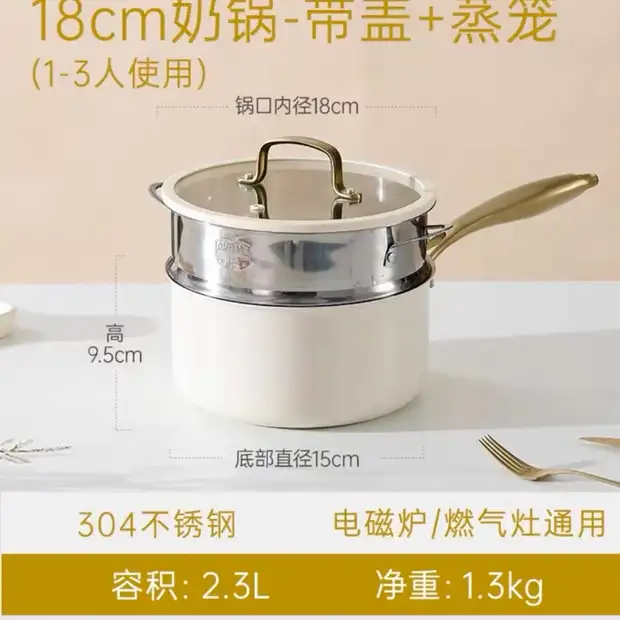 18cm奶锅-带盖+蒸笼
(1-3人使用)
锅口内径18cm
高
9.5cm
底部直径15cm
304不锈钢
电磁炉/燃气灶通用
容积: 2.3L
净重: 1.3kg